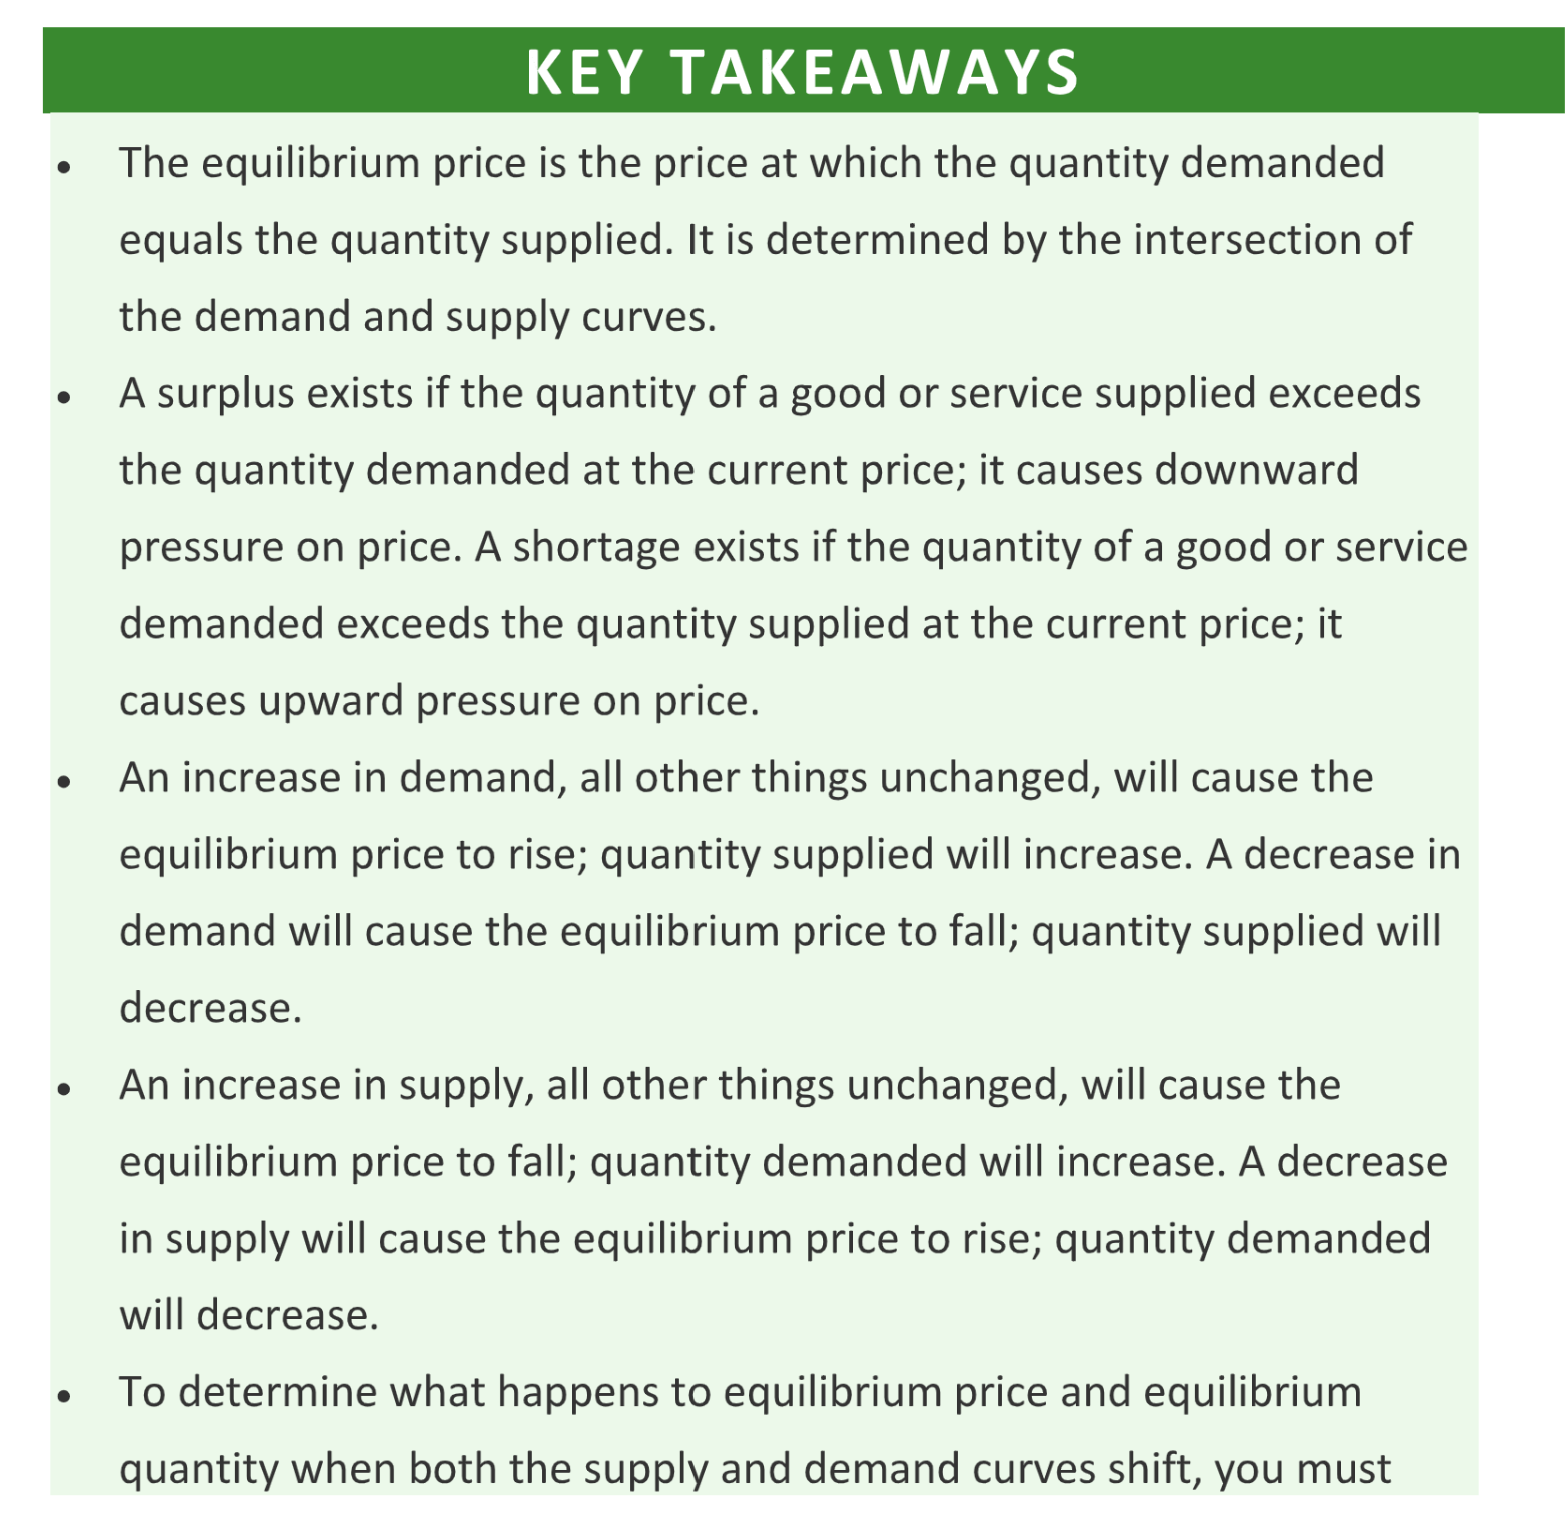 KEY TAKEAWAYS
• The equilibrium price is the price at which the quantity demanded
equals the quantity supplied. It is determined by the intersection of
the demand and supply curves.
• A surplus exists if the quantity of a good or service supplied exceeds
the quantity demanded at the current price; it causes downward
pressure on price. A shortage exists if the quantity of a good or service
demanded exceeds the quantity supplied at the current price; it
causes upward pressure on price.
• An increase in demand, all other things unchanged, will cause the
equilibrium price to rise; quantity supplied will increase. A decrease in
demand will cause the equilibrium price to fall; quantity supplied will
decrease.
• An increase in supply, all other things unchanged, will cause the
equilibrium price to fall; quantity demanded will increase. A decrease
in supply will cause the equilibrium price to rise; quantity demanded
will decrease.
• To determine what happens to equilibrium price and equilibrium
quantity when both the supply and demand curves shift, you must